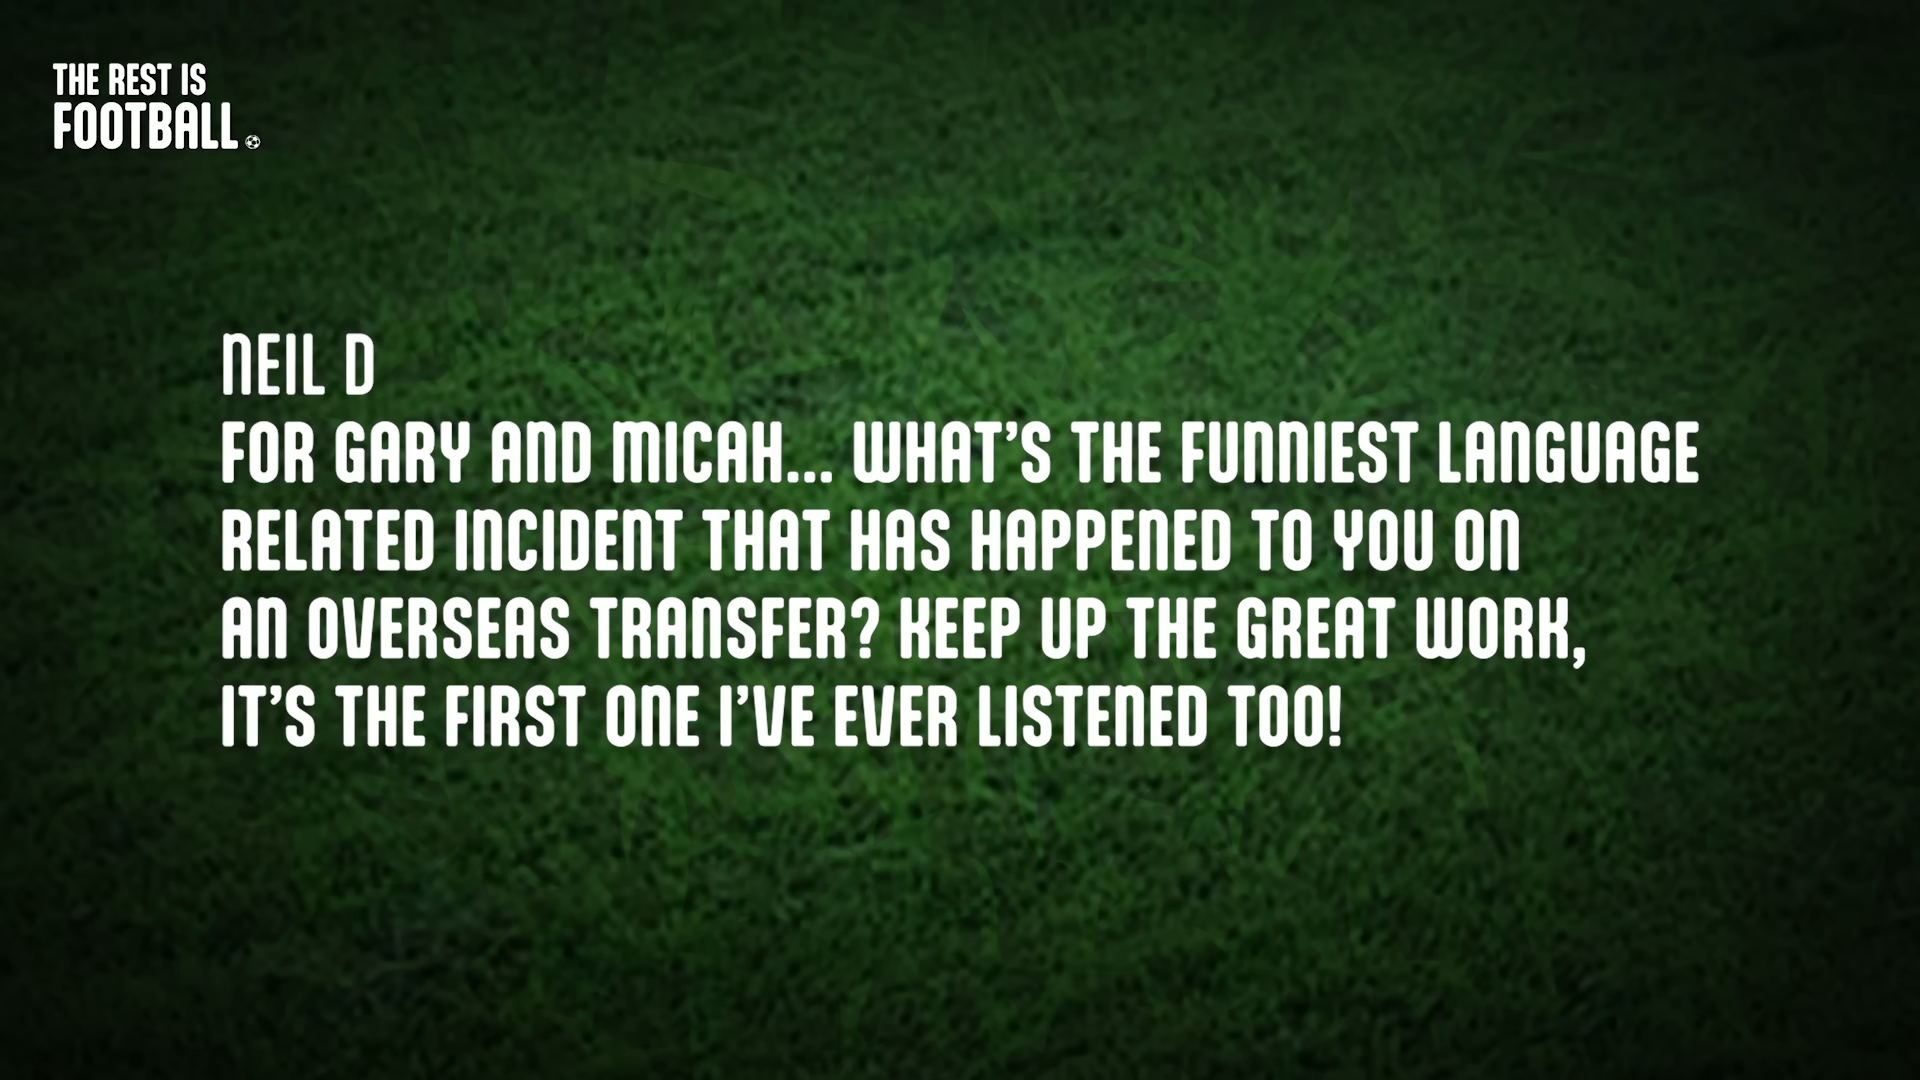 THE REST IS
FOOTBALL.
NEIL D
FOR GARY AND MICAH... WHAT'S THE FUNNIEST LANGUAGE
RELATED INCIDENT THAT HAS HAPPENED TO YOU ON
AN OVERSEAS TRANSFER? KEEP UP THE GREAT WORK,
IT'S THE FIRST ONE I'VE EVER LISTENED TOO!